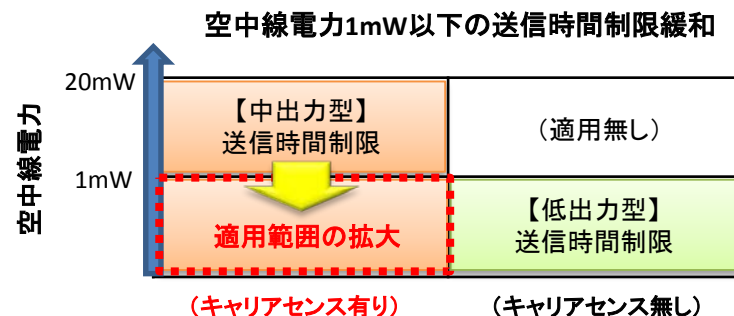 空中線電力1mW以下の送信時間制限緩和
空中線電力
20mW
【中出力型】
送信時間制限
（適用無し）
1mW
適用範囲の拡大
【低出力型】
送信時間制限
（キャリアセンス有り）
（キャリアセンス無し）